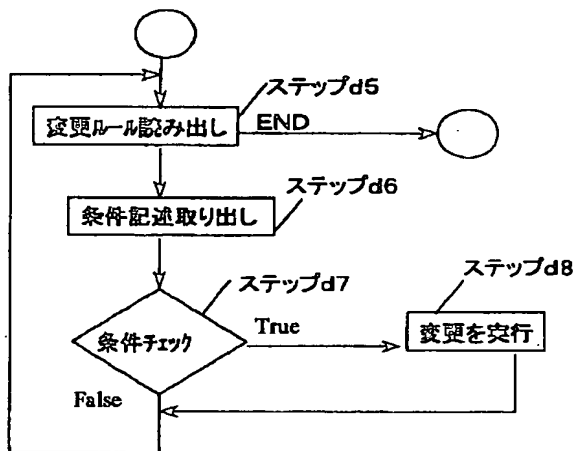 ステップd5
変更ルール読み出し
END
ステップd6
条件記述取り出し
ステップd7
ステップd8
条件チェック
True
変更を実行
False